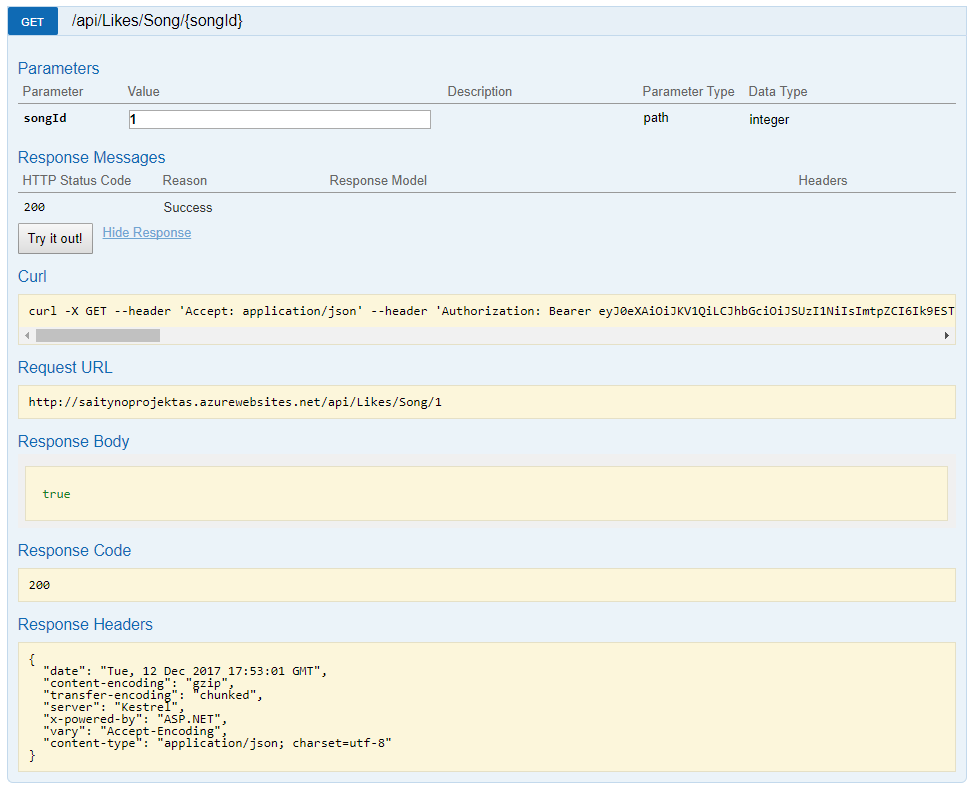 GET /api/Likes/Song/{songId}
Parameters
Parameter Value Description Parameter Type Data Type
songId 1 path integer
Response Messages
HTTP Status Code Reason Response Model Headers
200 Success
Try it out! Hide Response
Curl
curl -X GET --header 'Accept: application/json' --header 'Authorization: Bearer eyJ0eXAiOiJKV1QiLCJhbGciOiJSUzI1NiIsImtpZCI6Ik9EST
Request URL
http://saitynoprojektas.azurewebsites.net/api/Likes/Song/1
Response Body
true
Response Code
200
Response Headers
{
"date": "Tue, 12 Dec 2017 17:53:01 GMT",
"content-encoding": "gzip",
"transfer-encoding": "chunked",
"server": "Kestrel",
"x-powered-by": "ASP.NET",
"vary": "Accept-Encoding",
"content-type": "application/json; charset=utf-8"
}